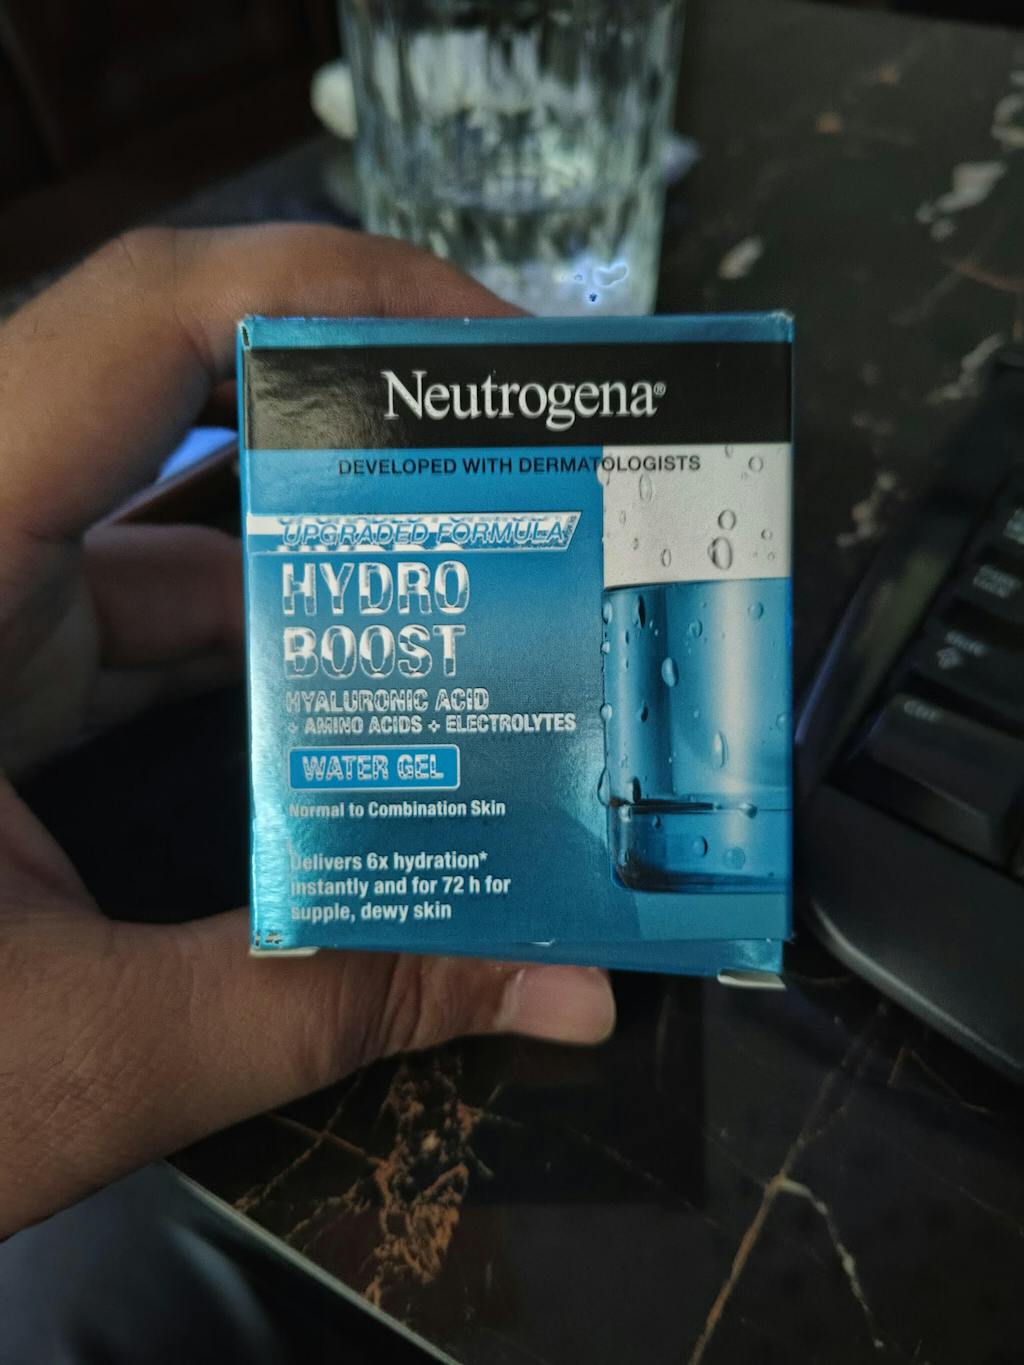 Neutrogena®
DEVELOPED WITH DERMATOLOGISTS
UPGRADED FORMULA
HYDRO
BOOST
HYALURONIC ACID
+ AMINO ACIDS + ELECTROLYTES
WATER GEL
Normal to Combination Skin
Delivers 6x hydration*
instantly and for 72 h for
supple, dewy skin